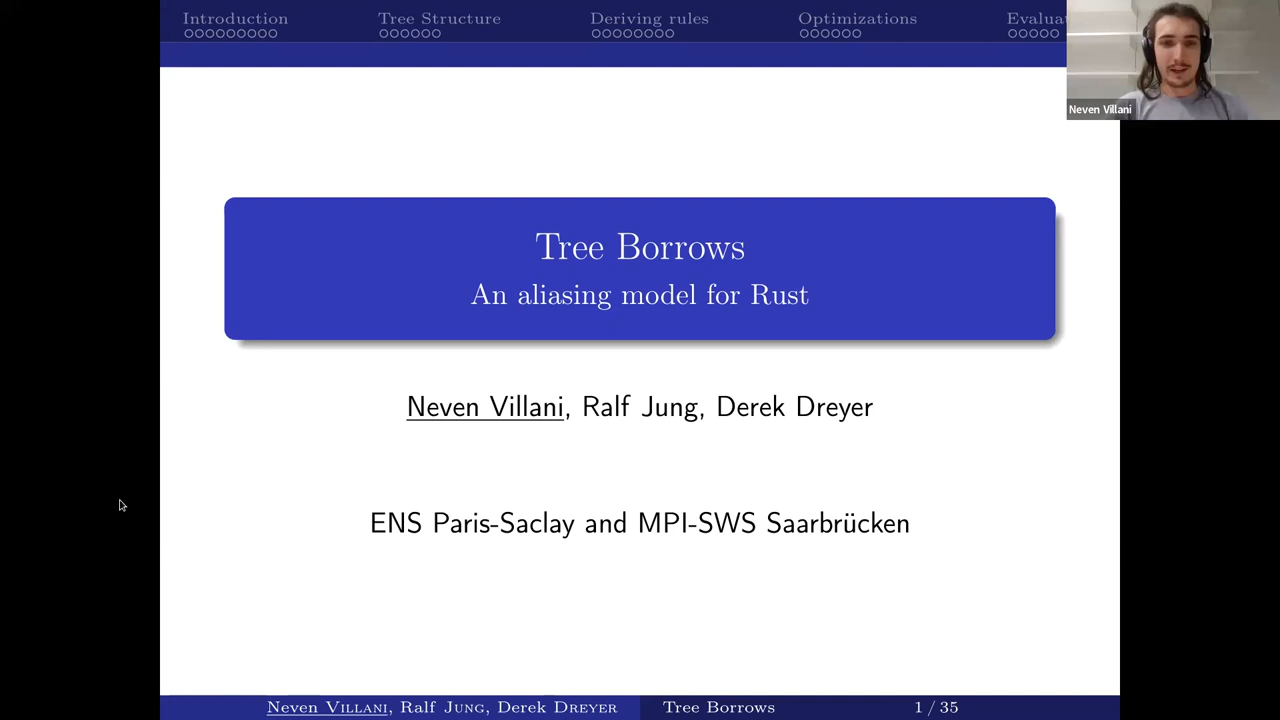 Introduction Tree Structure Deriving rules Optimizations Evalua
Neven Villani
Tree Borrows
An aliasing model for Rust
Neven Villani, Ralf Jung, Derek Dreyer
ENS Paris-Saclay and MPI-SWS Saarbrücken
Neven Villani, Ralf Jung, Derek Dreyer Tree Borrows 1 / 35